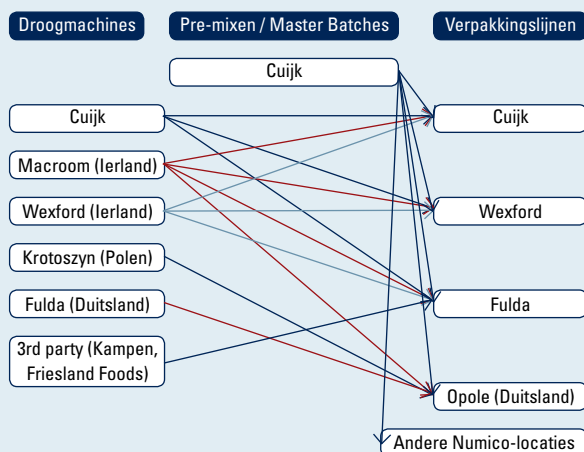 Droogmachines
Pre-mixen / Master Batches
Verpakkingslijnen
Cuijk
Cuijk
Macroom (Ierland)
Wexford (Ierland)
Krotoszyn (Polen)
Fulda (Duitsland)
3rd party (Kampen,
Friesland Foods)
Cuijk
Wexford
Fulda
Opole (Duitsland)
Andere Numico-locaties